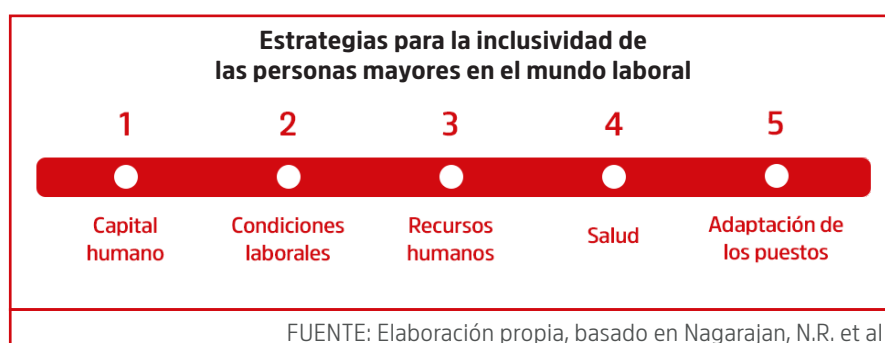 Estrategias para la inclusividad de
las personas mayores en el mundo laboral
1 2 3 4 5
Capital
humano
Condiciones
laborales
Recursos
humanos
Salud
Adaptación de
los puestos
FUENTE: Elaboración propia, basado en Nagarajan, N.R. et al